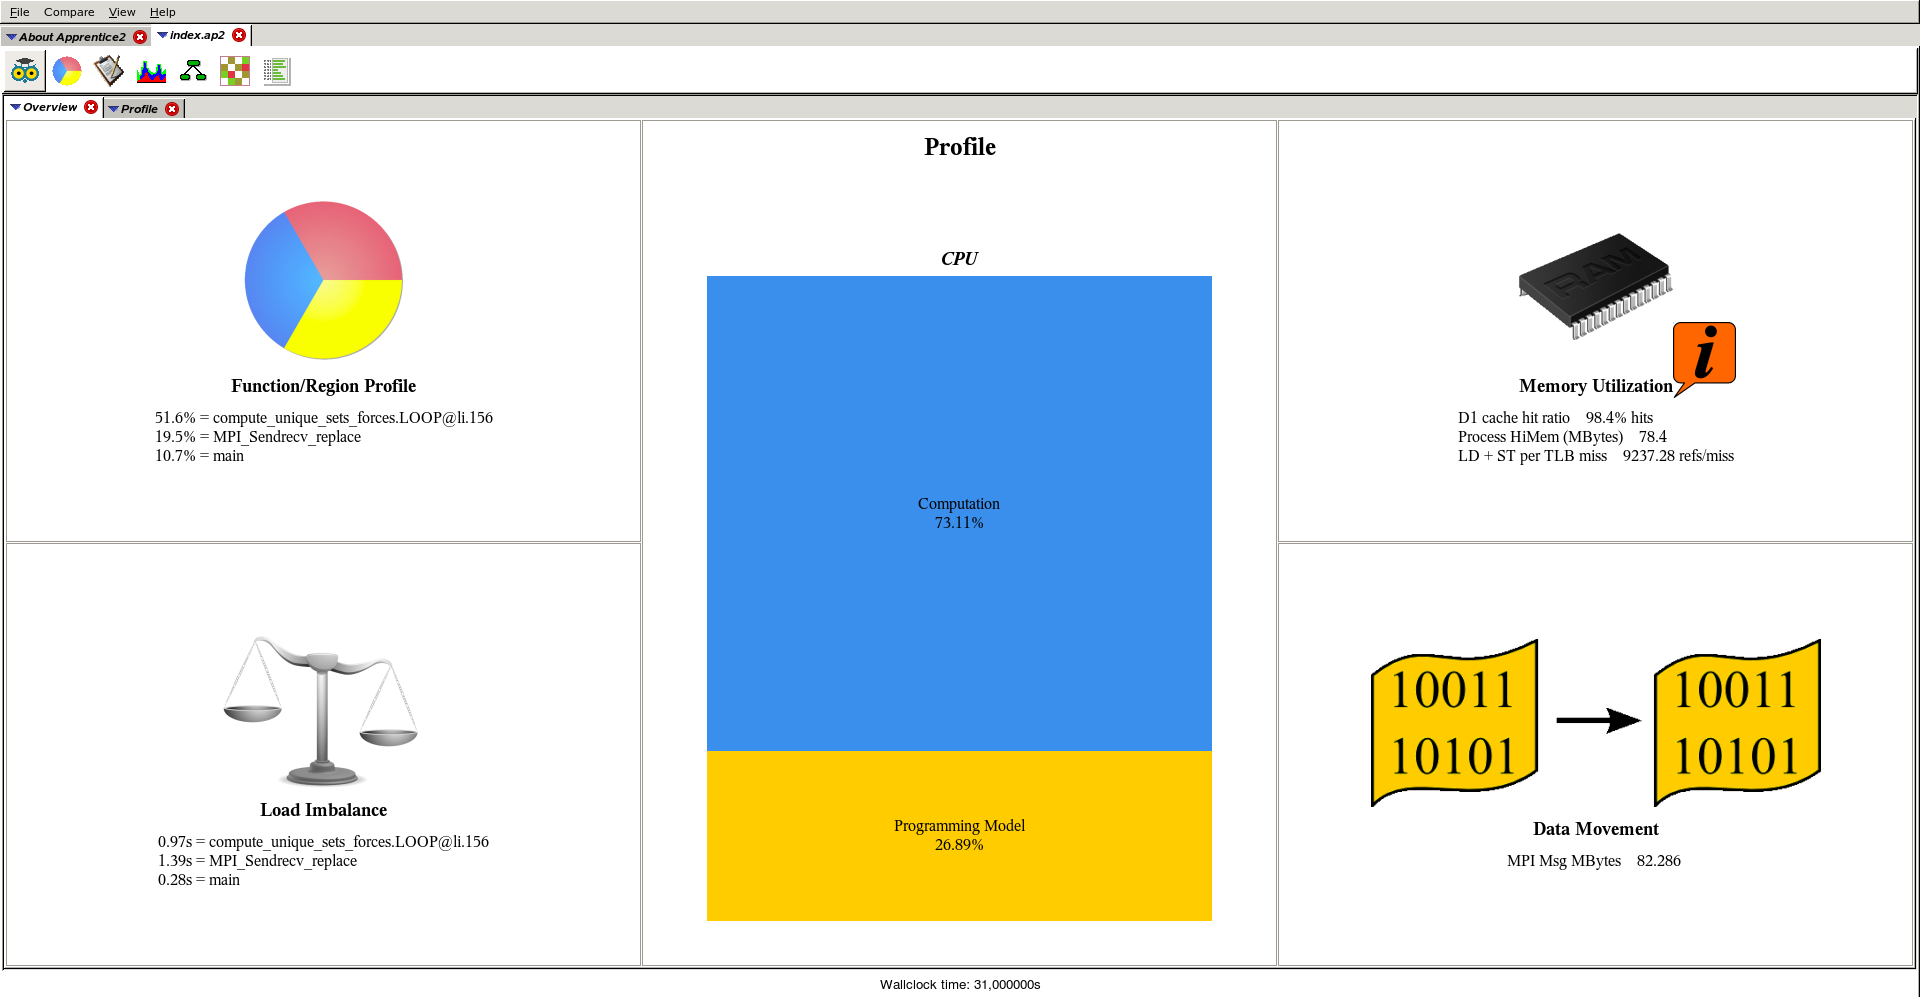 File Compare View Help
About Apprentice2 index.ap2
Overview Profile
Function/Region Profile
51.6% = compute_unique_sets_forces.LOOP@li.156
19.5% = MPI_Sendrecv_replace
10.7% = main
Load Imbalance
0.97s = compute_unique_sets_forces.LOOP@li.156
1.39s = MPI_Sendrecv_replace
0.28s = main
Profile
CPU
Computation
73.11%
Programming Model
26.89%
RAM
i
Memory Utilization
D1 cache hit ratio 98.4% hits
Process HiMem (MBytes) 78.4
LD + ST per TLB miss 9237.28 refs/miss
10011 10011
10101 10101
Data Movement
MPI Msg MBytes 82.286
Wallclock time: 31,000000s